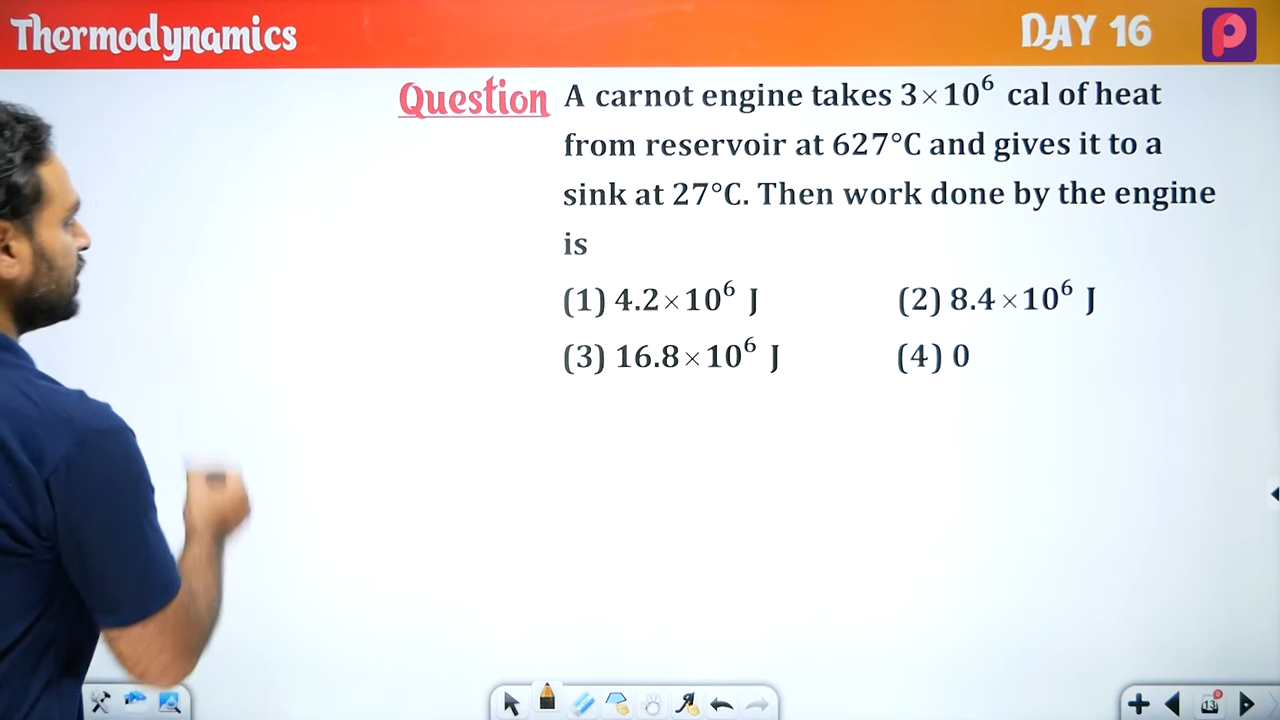 Thermodynamics
DAY 16
Question A carnot engine takes 3×10⁶ cal of heat
from reservoir at 627°C and gives it to a
sink at 27°C. Then work done by the engine
is
(1) 4.2×10⁶ J (2) 8.4×10⁶ J
(3) 16.8×10⁶ J (4) 0
13